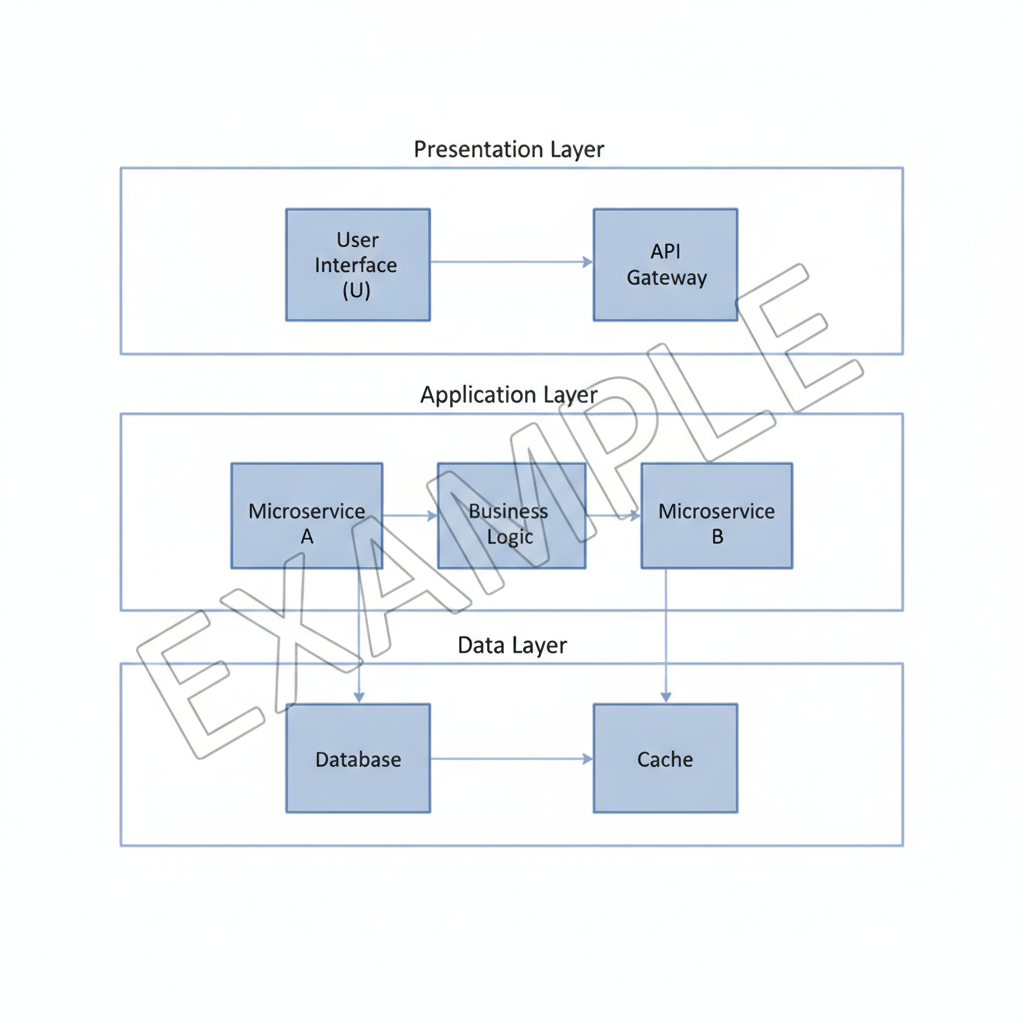 Presentation Layer
User
Interface
(U)
API
Gateway
Application Layer
Microservice
A
Business
Logic
Microservice
B
Data Layer
Database
Cache
EXAMPLE